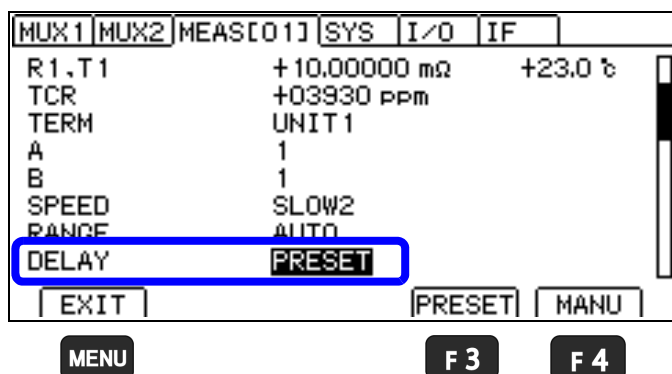 MUX1 MUX2 MEAS[01] SYS I/O IF
R1.T1 +10.00000 mΩ +23.0 ℃
TCR +03930 ppm
TERM UNIT1
A 1
B 1
SPEED SLOW2
RANGE AUTO
DELAY PRESET
EXIT PRESET MANU
MENU F3 F4